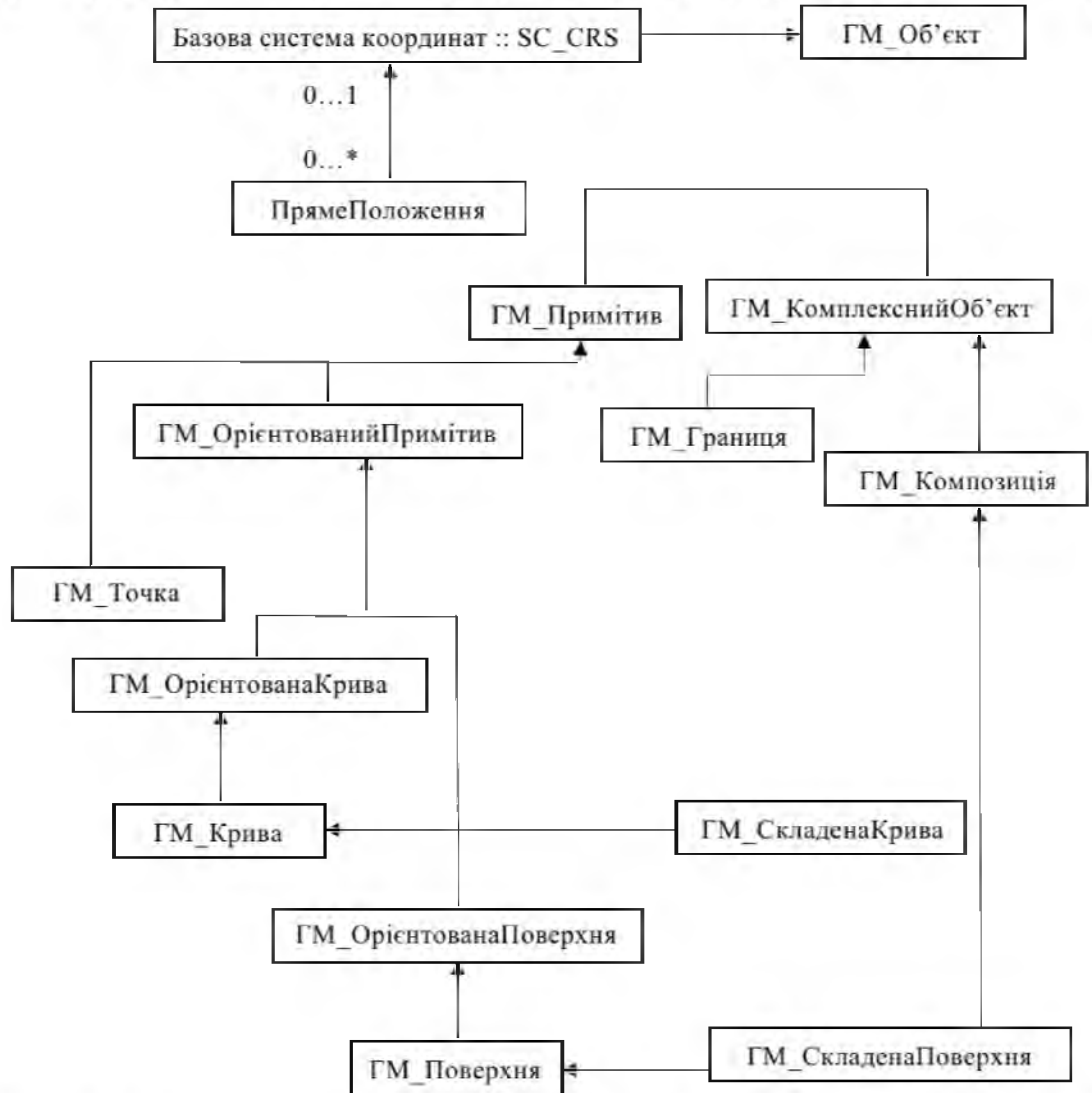 Базова система координат :: SC_CRS
ГМ_Об’єкт
0…1
0…*
ПрямеПоложення
ГМ_Примітив
ГМ_КомплекснийОб’єкт
ГМ_ОрієнтованийПримітив
ГМ_Границя
ГМ_Композиція
ГМ_Точка
ГМ_ОрієнтованаКрива
ГМ_Крива
ГМ_СкладенаКрива
ГМ_ОрієнтованаПоверхня
ГМ_Поверхня
ГМ_СкладенаПоверхня